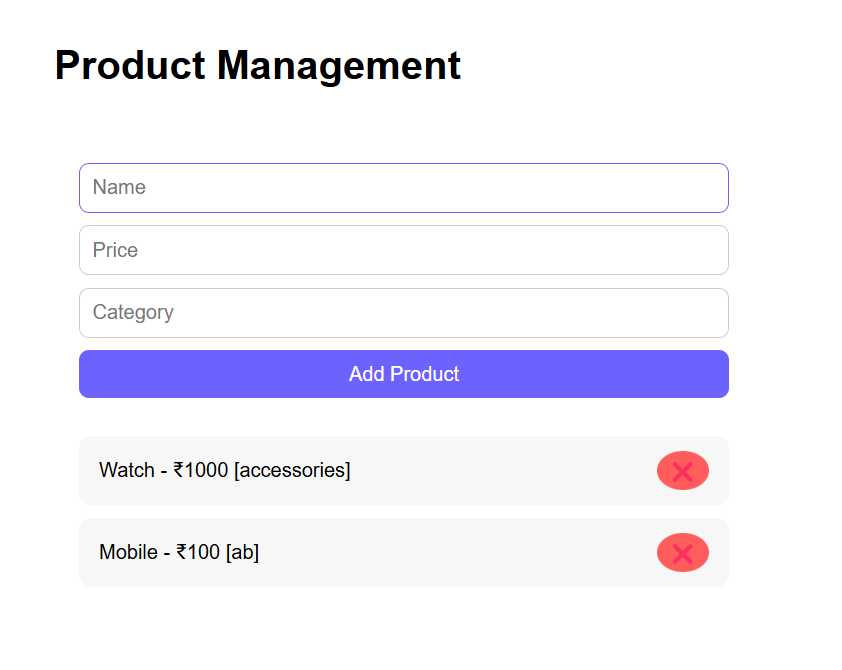 Product Management
Name
Price
Category
Add Product
Watch - ₹1000 [accessories]
Mobile - ₹100 [ab]